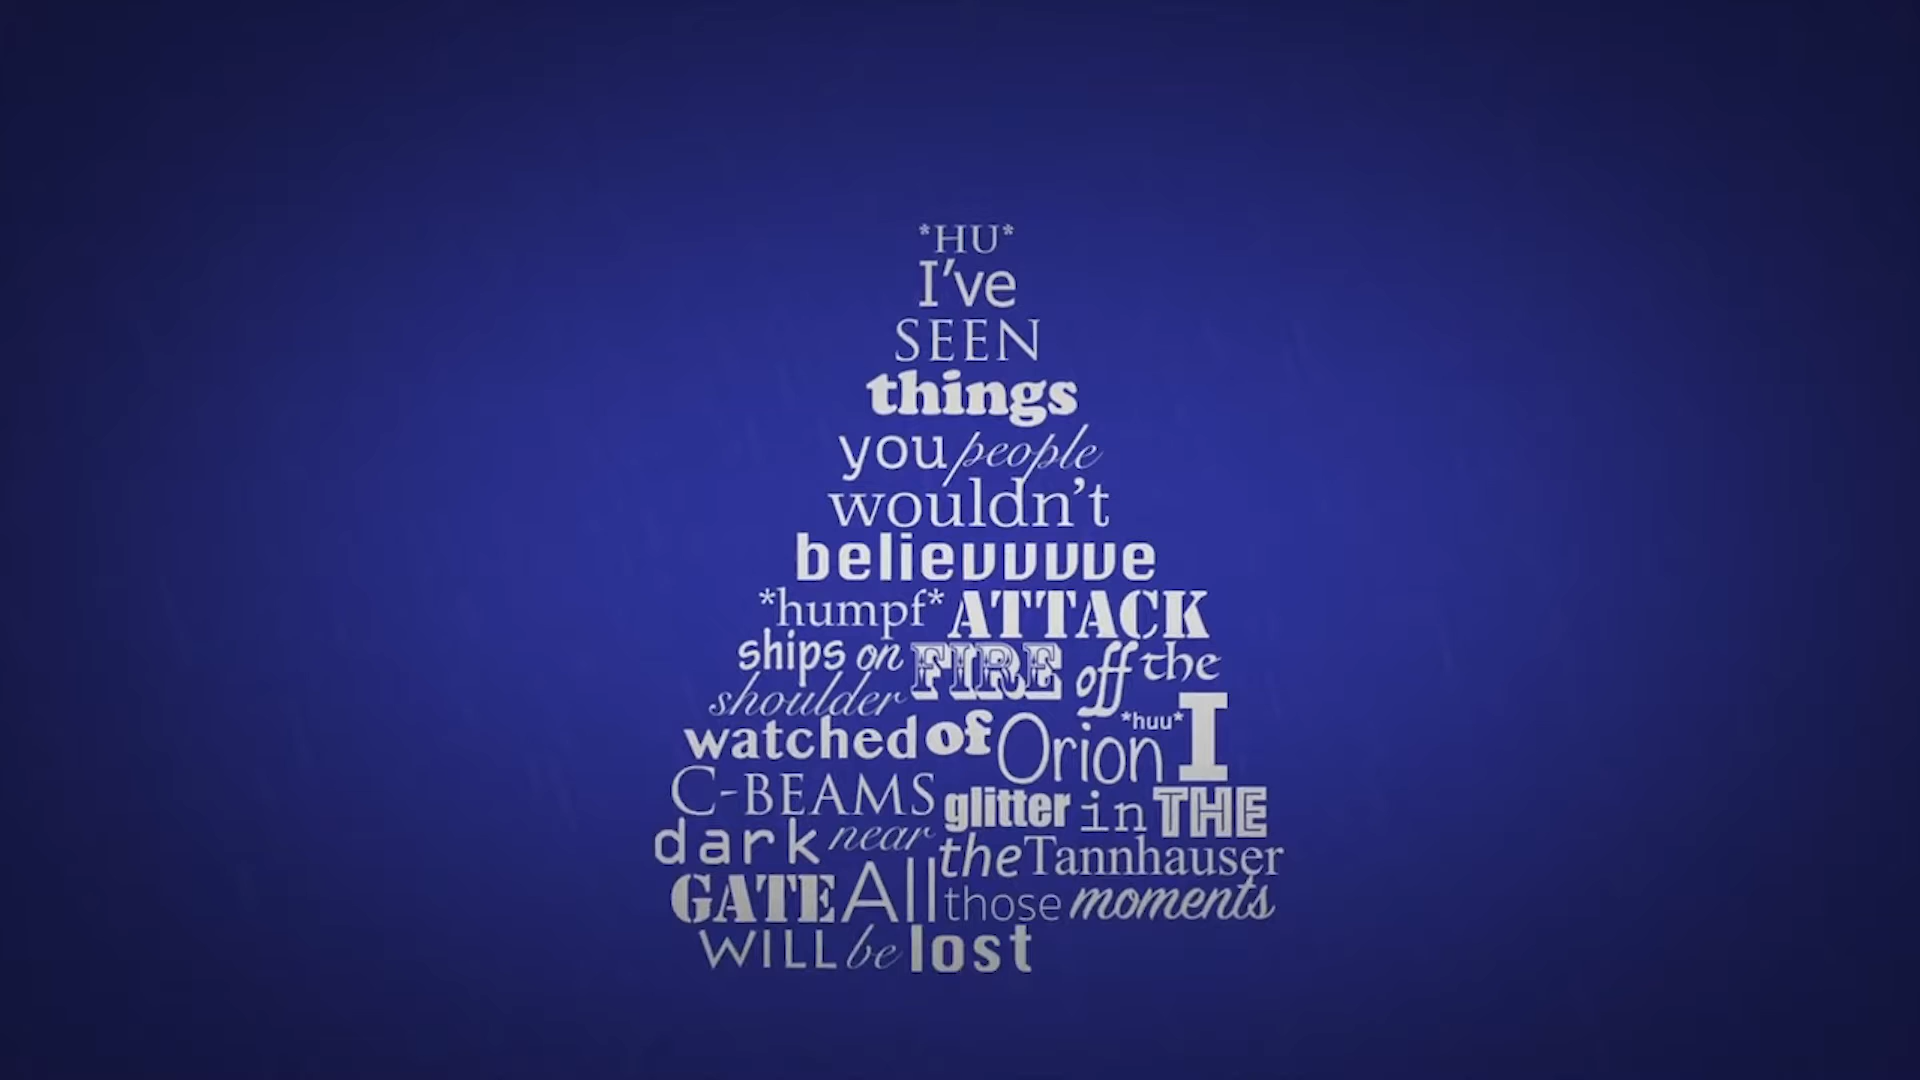 *HU*
I've
SEEN
things
you people
wouldn't
believvvvve
*humpf* ATTACK
ships on FIRE off the
shoulder
watched of Orion *huu* I
C-BEAMS glitter in THE
dark near the Tannhauser
GATE All those moments
WILL be lost